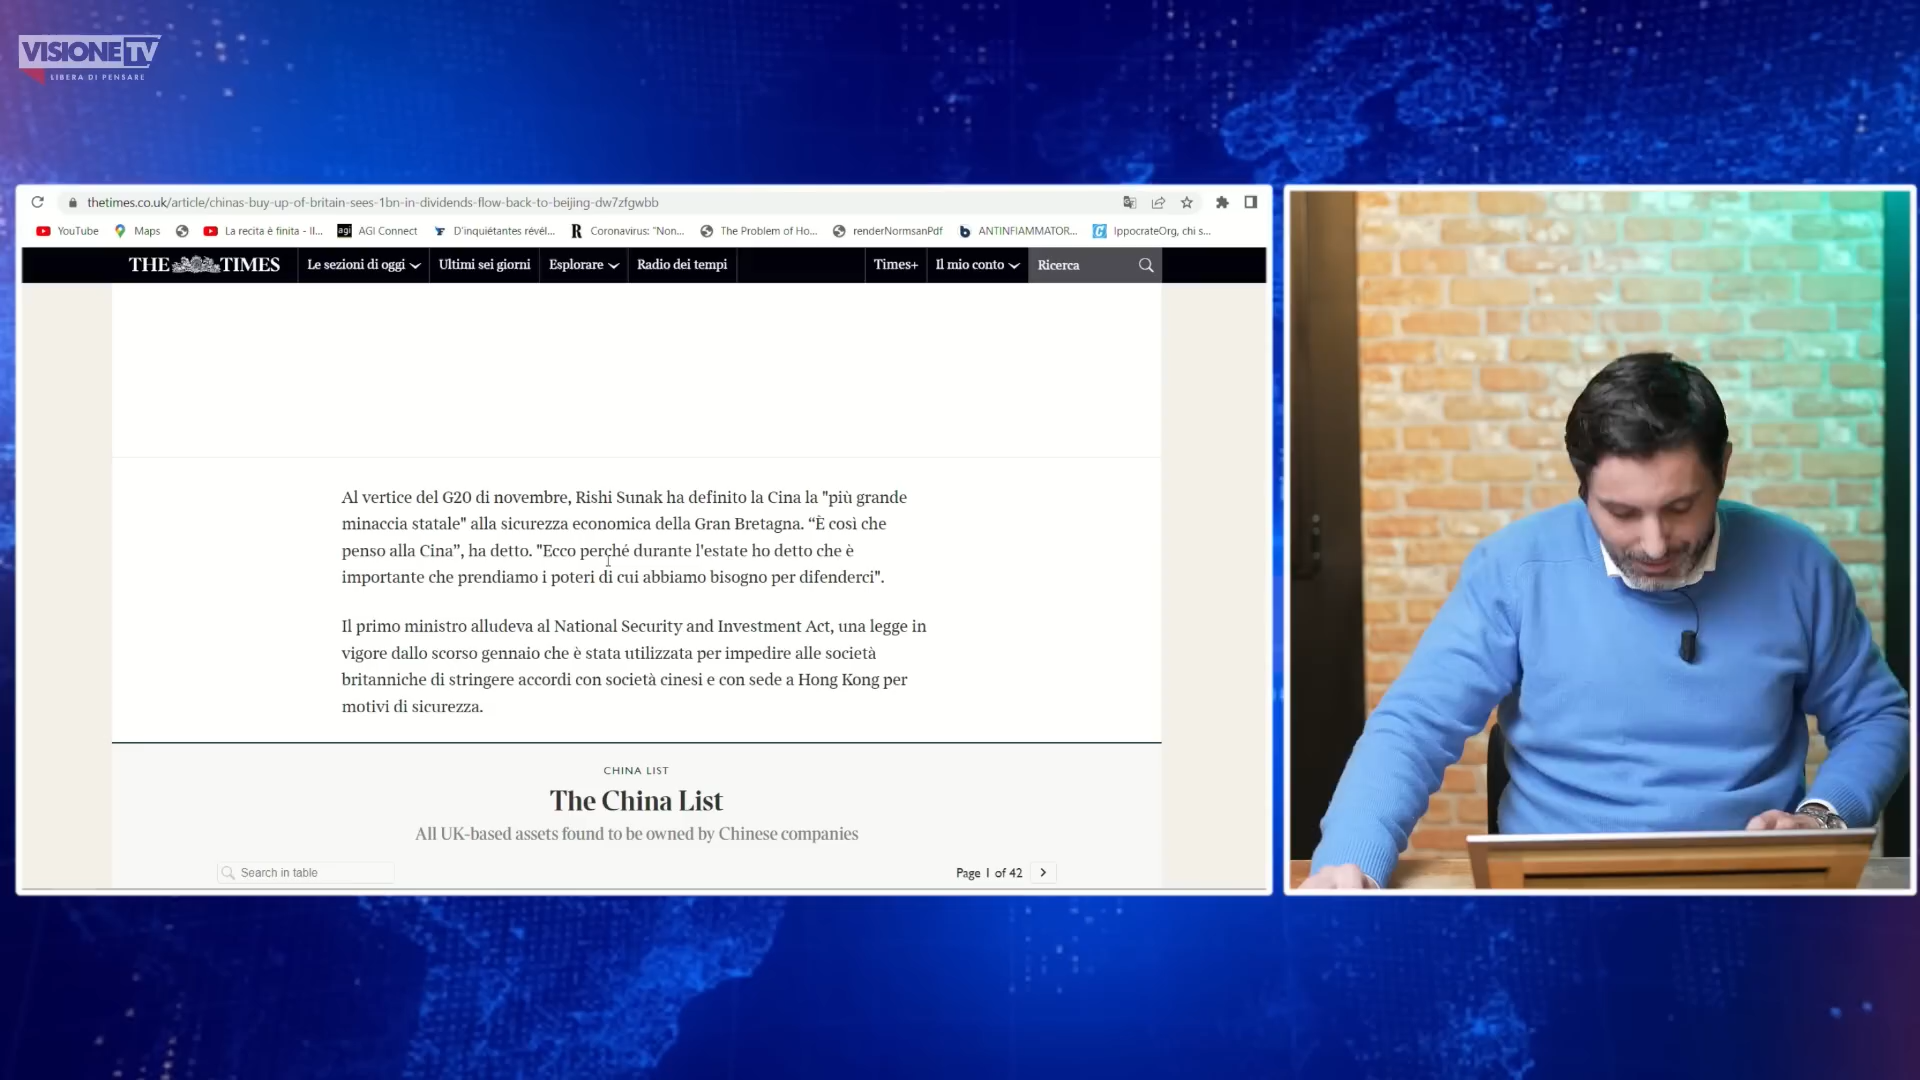 VISIONE TV
LIBERA DI PENSARE
thetimes.co.uk/article/chinas-buy-up-of-britain-sees-1bn-in-dividends-flow-back-to-beijing-dw7zfgwbb
YouTube Maps La recita è finita - Il... agi AGI Connect D'inquiétantes révél... R Coronavirus: "Non... The Problem of Ho... renderNormsanPdf b ANTINFIAMMATOR... IppocrateOrg, chi s...
THE TIMES Le sezioni di oggi Ultimi sei giorni Esplorare Radio dei tempi Times+ Il mio conto Ricerca
Al vertice del G20 di novembre, Rishi Sunak ha definito la Cina la "più grande
minaccia statale" alla sicurezza economica della Gran Bretagna. “È così che
penso alla Cina”, ha detto. "Ecco perché durante l'estate ho detto che è
importante che prendiamo i poteri di cui abbiamo bisogno per difenderci".
Il primo ministro alludeva al National Security and Investment Act, una legge in
vigore dallo scorso gennaio che è stata utilizzata per impedire alle società
britanniche di stringere accordi con società cinesi e con sede a Hong Kong per
motivi di sicurezza.
CHINA LIST
The China List
All UK-based assets found to be owned by Chinese companies
Search in table Page 1 of 42